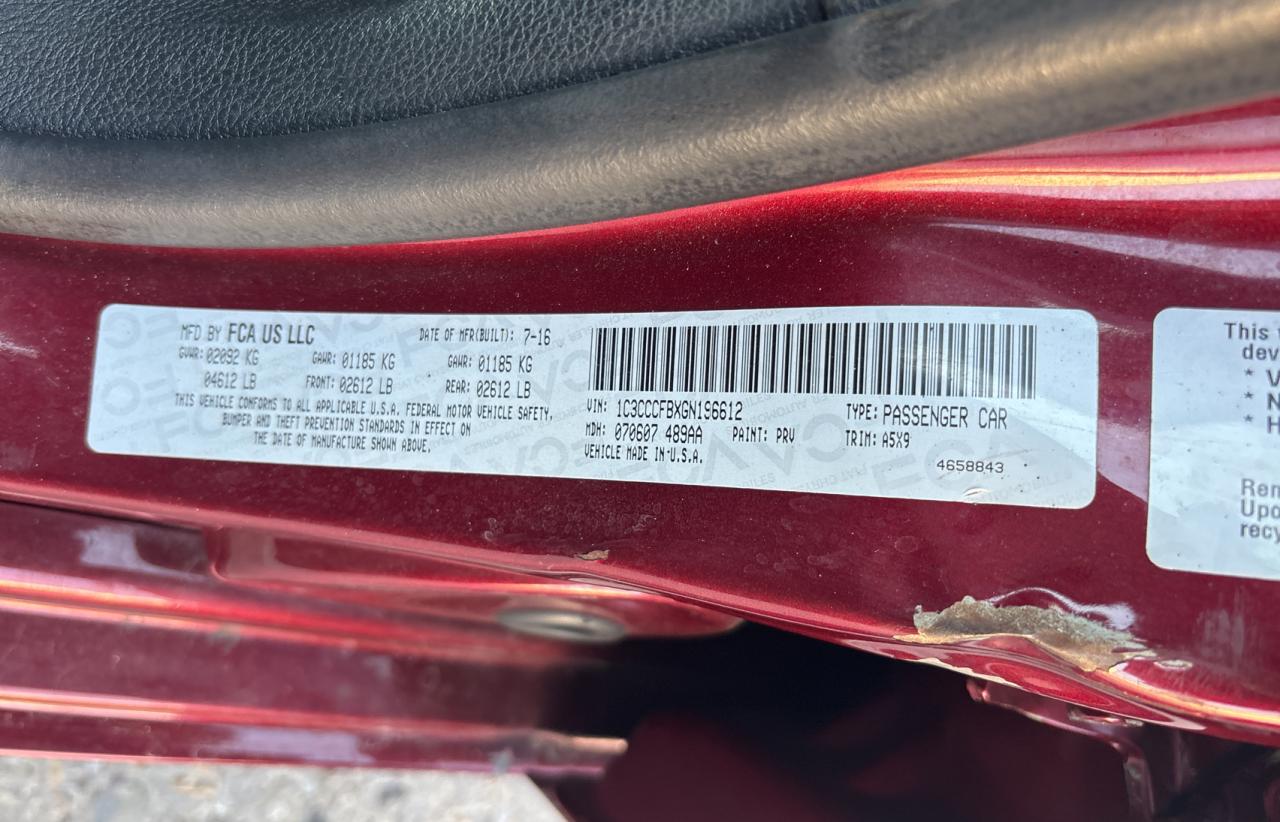 MFD BY FCA US LLC DATE OF MFR(BUILT): 7-16
GVWR: 02092 KG GAWR: 01185 KG GAWR: 01185 KG
04612 LB FRONT: 02612 LB REAR: 02612 LB
THIS VEHICLE CONFORMS TO ALL APPLICABLE U.S.A. FEDERAL MOTOR VEHICLE SAFETY,
BUMPER AND THEFT PREVENTION STANDARDS IN EFFECT ON
THE DATE OF MANUFACTURE SHOWN ABOVE.
VIN: 1C3CCCFBXGN196612 TYPE: PASSENGER CAR
MDH: 070607 489AA PAINT: PRV TRIM: A5X9
VEHICLE MADE IN U.S.A.
4658843
This
dev
* V
* N
* H
Rem
Upo
recy